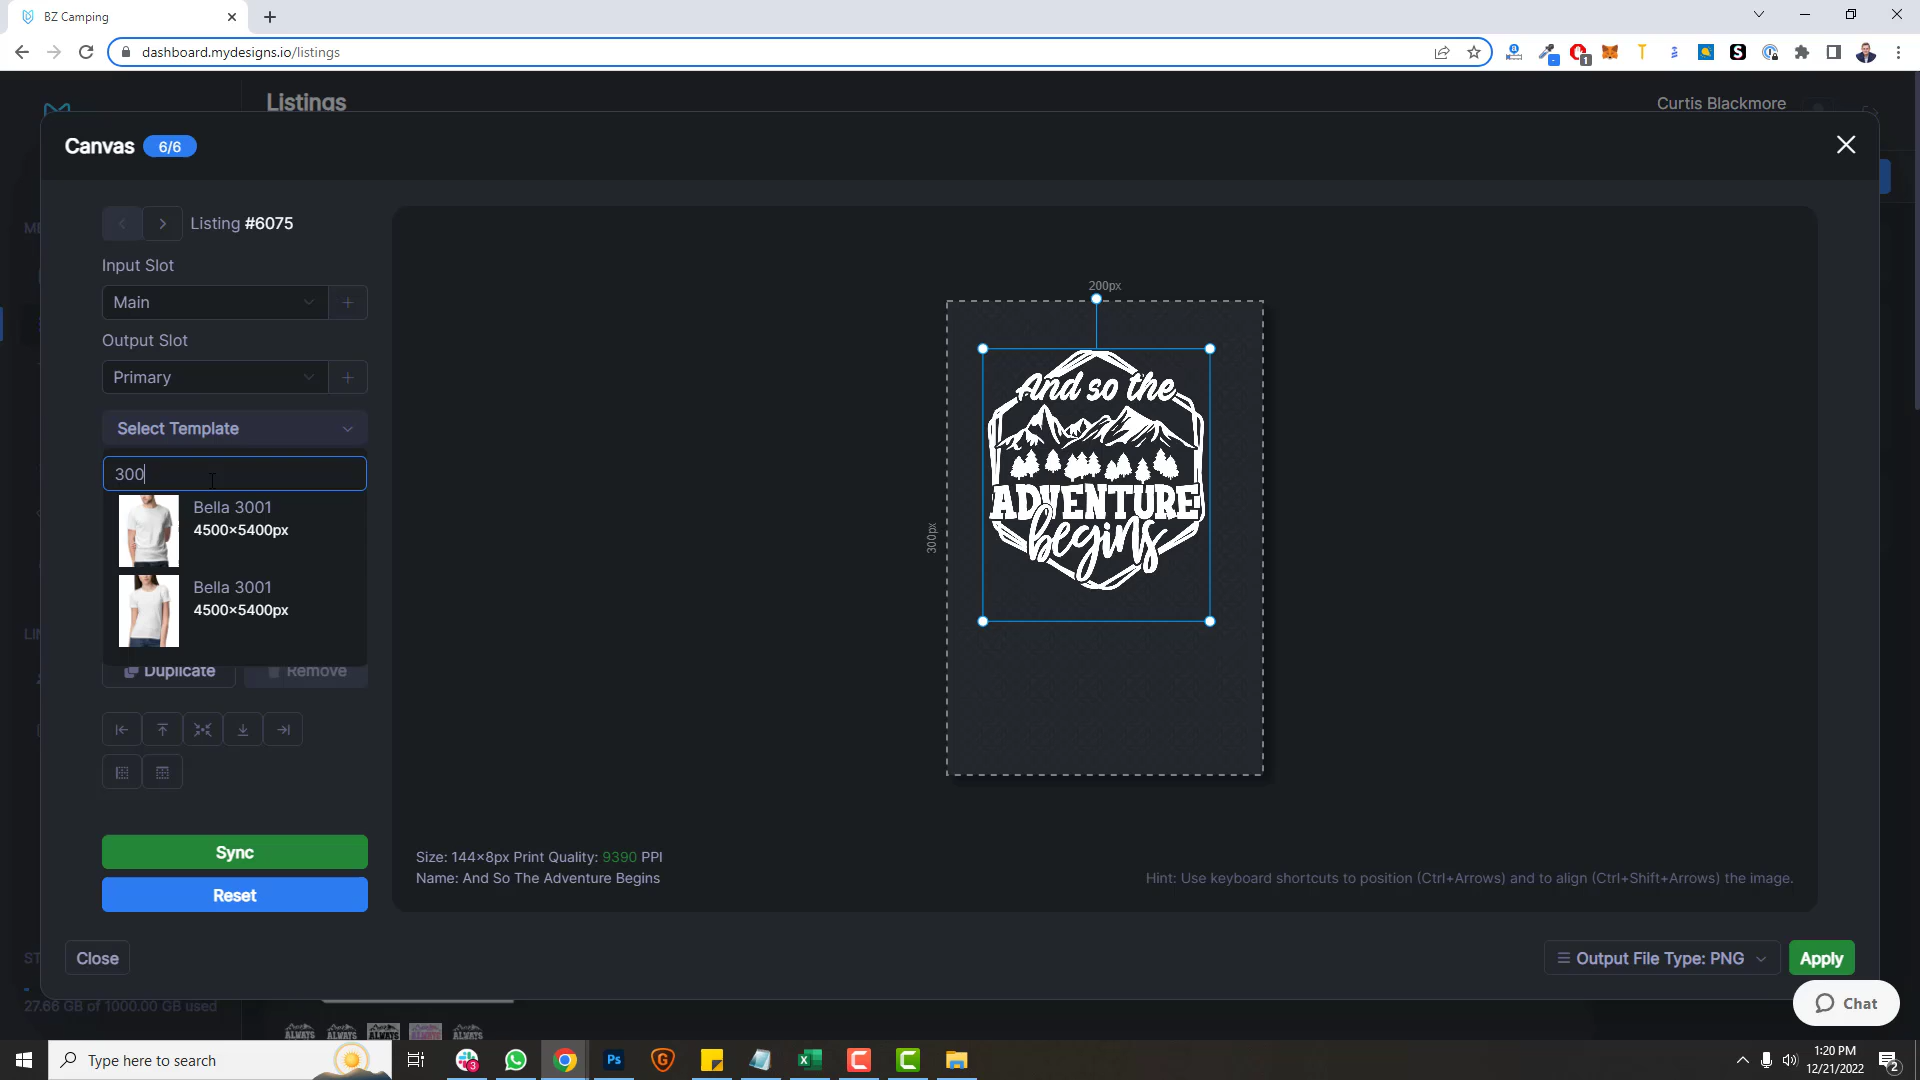 BZ Camping
dashboard.mydesigns.io/listings
Listings
Curtis Blackmore
Canvas 6/6
Listing #6075
Input Slot
Main
Output Slot
Primary
Select Template
300
Bella 3001
4500×5400px
Bella 3001
4500×5400px
Duplicate
Remove
Sync
Reset
200px
300px
And so the
ADVENTURE
begins
Size: 144×8px Print Quality: 9390 PPI
Name: And So The Adventure Begins
Hint: Use keyboard shortcuts to position (Ctrl+Arrows) and to align (Ctrl+Shift+Arrows) the image.
Close
Output File Type: PNG
Apply
Chat
27.66 GB of 1000.00 GB used
ALWAYS ALWAYS ALWAYS ALWAYS ALWAYS
Type here to search
1:20 PM
12/21/2022